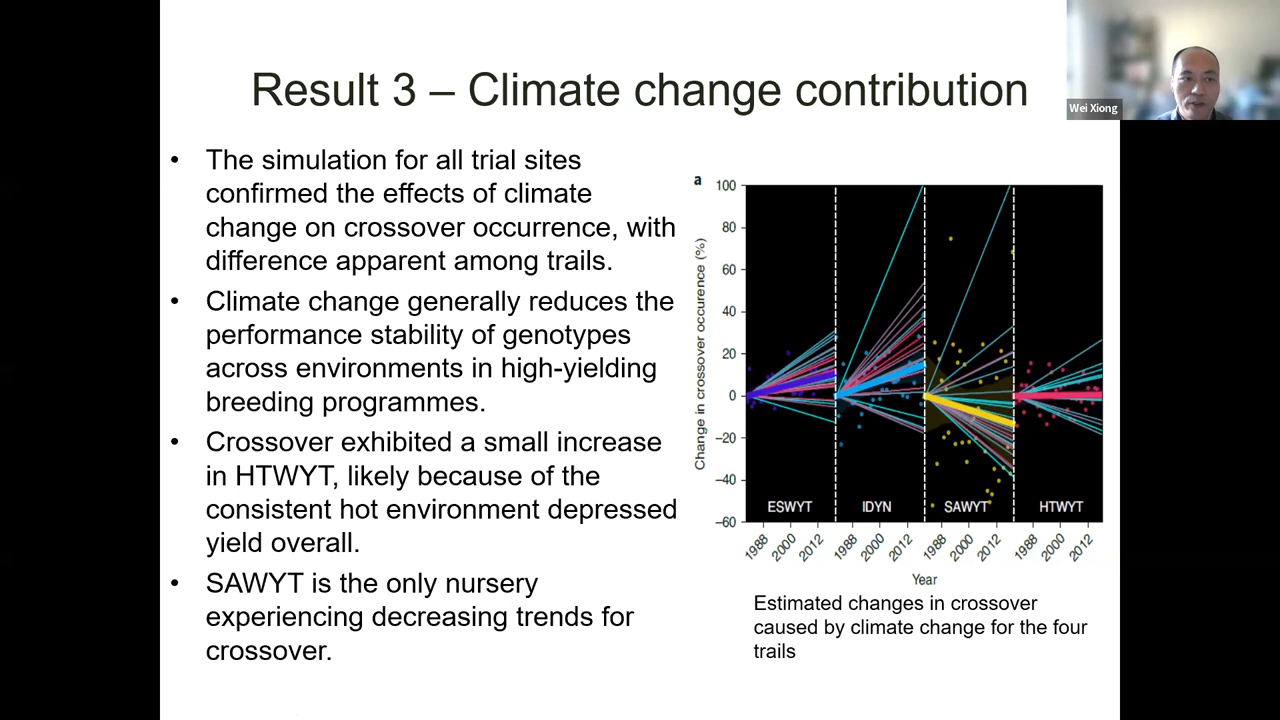 Result 3 – Climate change contribution
Wei Xiong
• The simulation for all trial sites
confirmed the effects of climate
change on crossover occurrence, with
difference apparent among trails.
• Climate change generally reduces the
performance stability of genotypes
across environments in high-yielding
breeding programmes.
• Crossover exhibited a small increase
in HTWYT, likely because of the
consistent hot environment depressed
yield overall.
• SAWYT is the only nursery
experiencing decreasing trends for
crossover.
a
Change in crossover occurence (%)
100
80
60
40
20
0
–20
–40
–60
ESWYT IDYN SAWYT HTWYT
1988 2000 2012 1988 2000 2012 1988 2000 2012 1988 2000 2012
Year
Estimated changes in crossover
caused by climate change for the four
trails